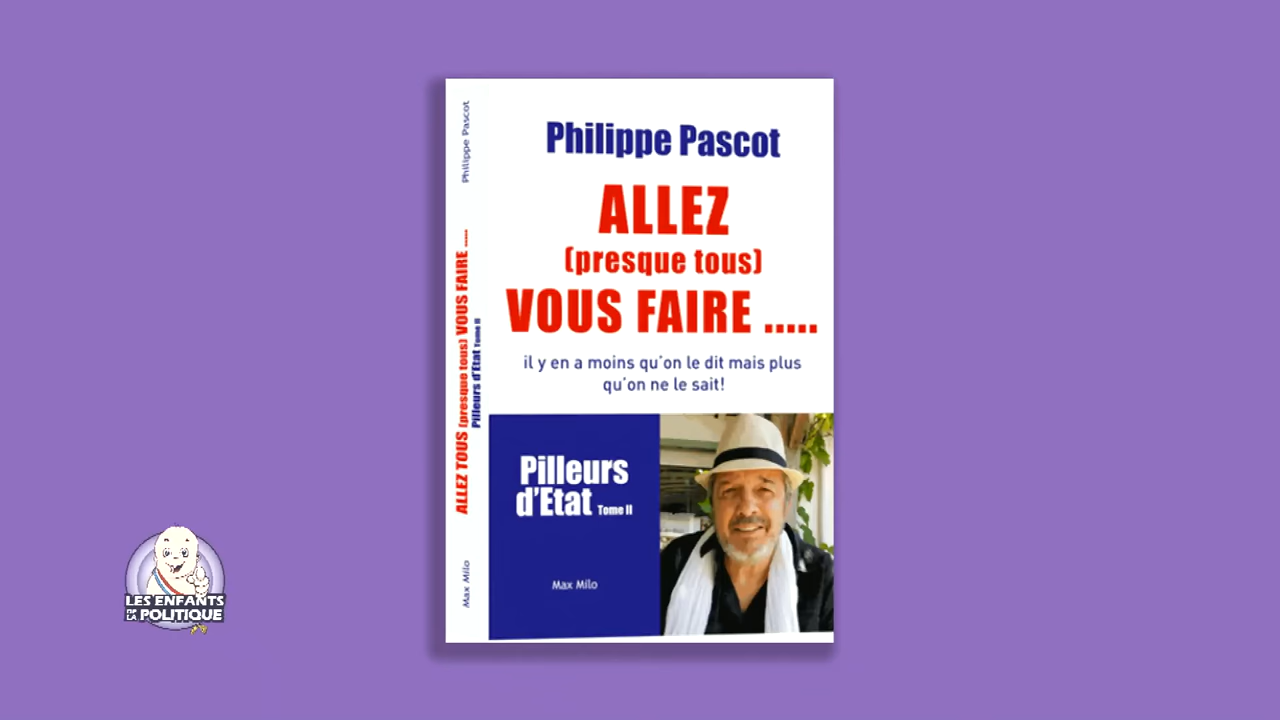 Philippe Pascot
ALLEZ
(presque tous)
VOUS FAIRE .....
il y en a moins qu'on le dit mais plus
qu'on ne le sait!
Pilleurs
d'Etat Tome II
Max Milo
Philippe Pascot
ALLEZ TOUS (presque tous) VOUS FAIRE .....
Pilleurs d'Etat Tome II
Max Milo
LES ENFANTS
DE LA POLITIQUE